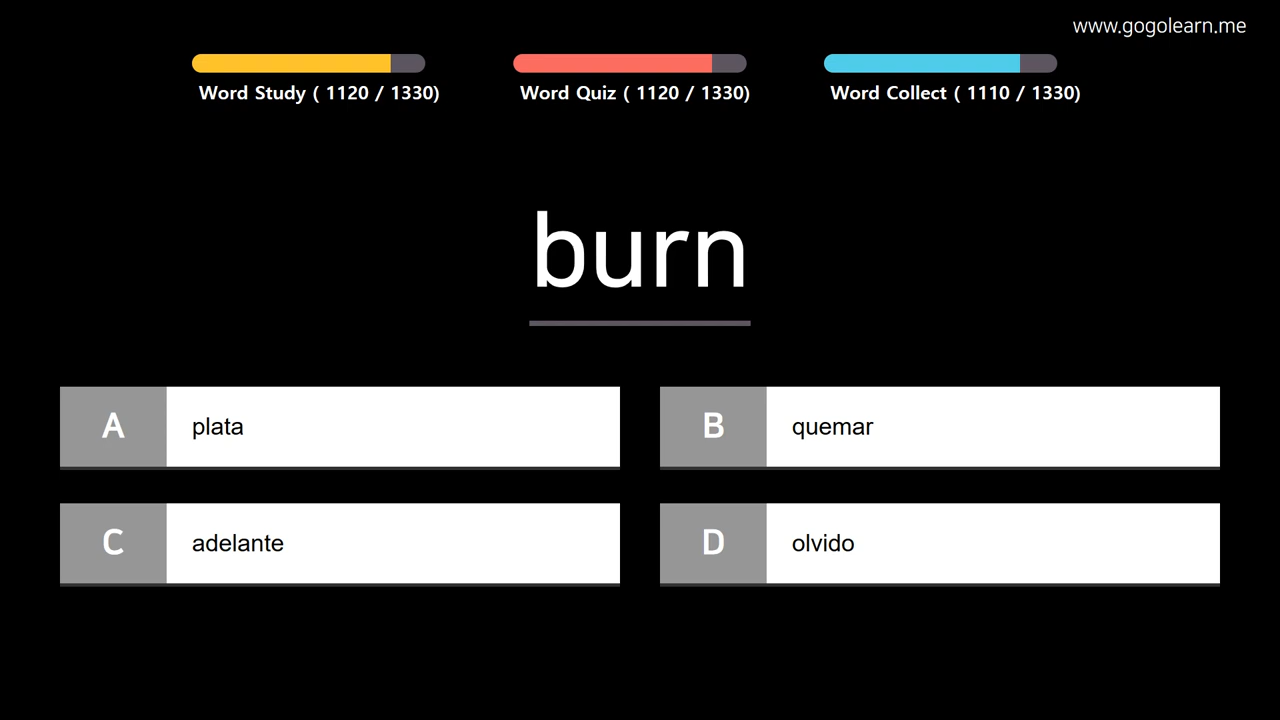 www.gogolearn.me
Word Study ( 1120 / 1330)
Word Quiz ( 1120 / 1330)
Word Collect ( 1110 / 1330)
burn
A plata
B quemar
C adelante
D olvido